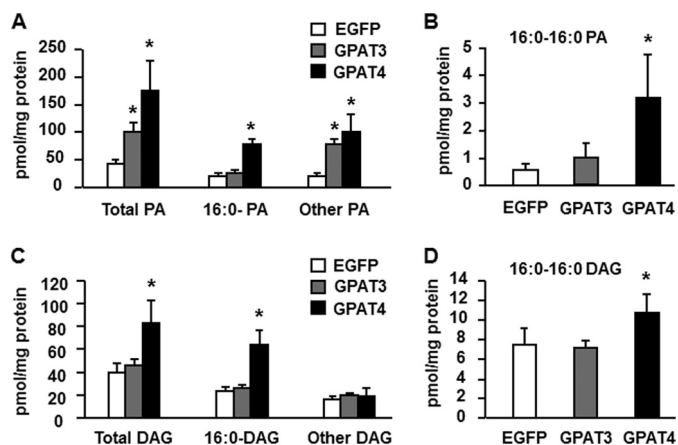 A
EGFP
GPAT3
GPAT4
pmol/mg protein
250
200
150
100
50
0
*
*
*
*
*
Total PA
16:0- PA
Other PA
B
16:0-16:0 PA
pmol/mg protein
5
4
3
2
1
0
*
EGFP
GPAT3
GPAT4
C
EGFP
GPAT3
GPAT4
pmol/mg protein
120
100
80
60
40
20
0
*
*
Total DAG
16:0-DAG
Other DAG
D
16:0-16:0 DAG
pmol/mg protein
14
12
10
8
6
4
2
0
*
EGFP
GPAT3
GPAT4